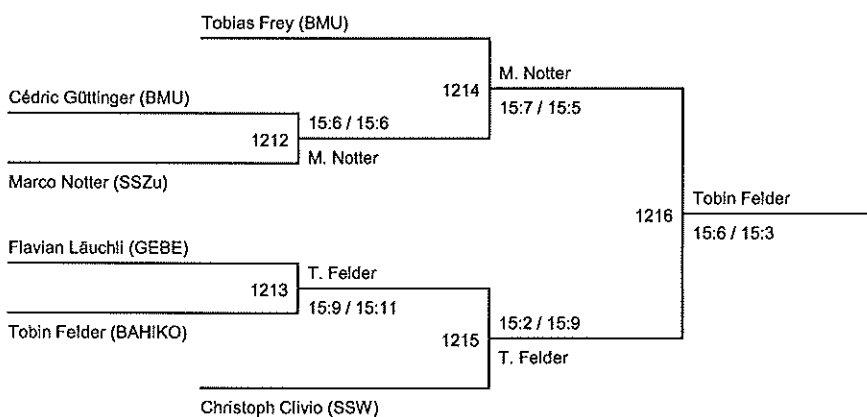 Tobias Frey (BMU)
M. Notter
1214
15:7 / 15:5
Cédric Güttinger (BMU)
15:6 / 15:6
1212
M. Notter
Marco Notter (SSZu)
Tobin Felder
1216
15:6 / 15:3
Flavian Läuchli (GEBE)
T. Felder
1213
15:9 / 15:11
Tobin Felder (BAHIKO)
15:2 / 15:9
1215
T. Felder
Christoph Clivio (SSW)